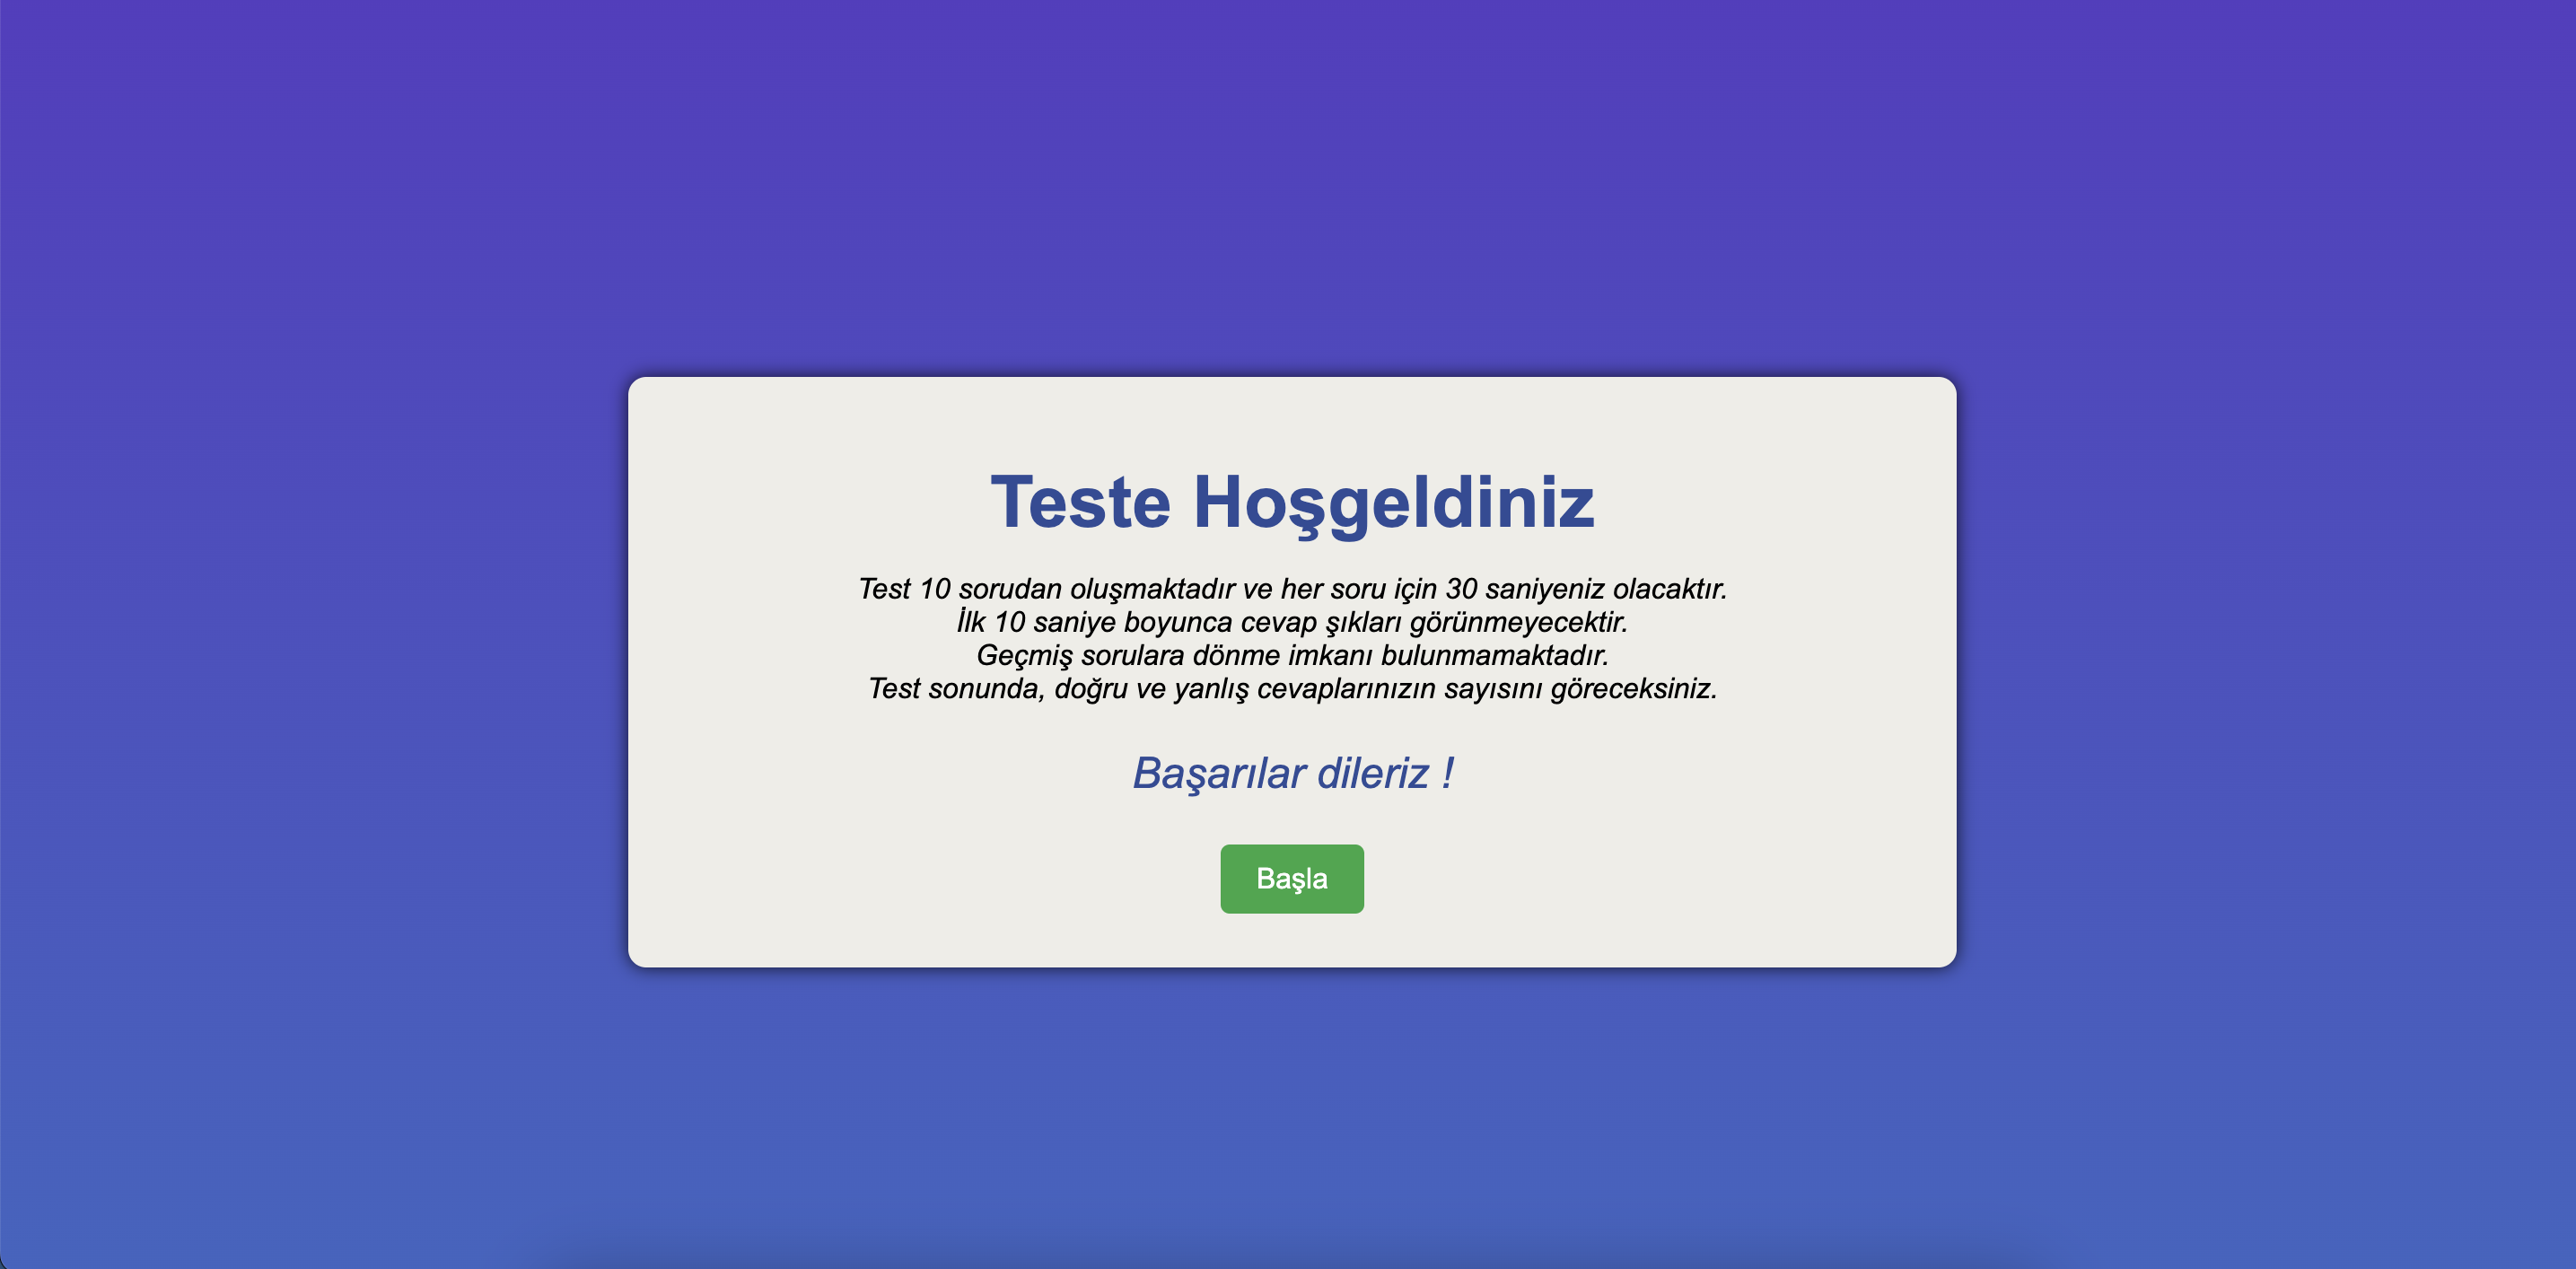 Teste Hoşgeldiniz
Test 10 sorudan oluşmaktadır ve her soru için 30 saniyeniz olacaktır.
İlk 10 saniye boyunca cevap şıkları görünmeyecektir.
Geçmiş sorulara dönme imkanı bulunmamaktadır.
Test sonunda, doğru ve yanlış cevaplarınızın sayısını göreceksiniz.
Başarılar dileriz !
Başla